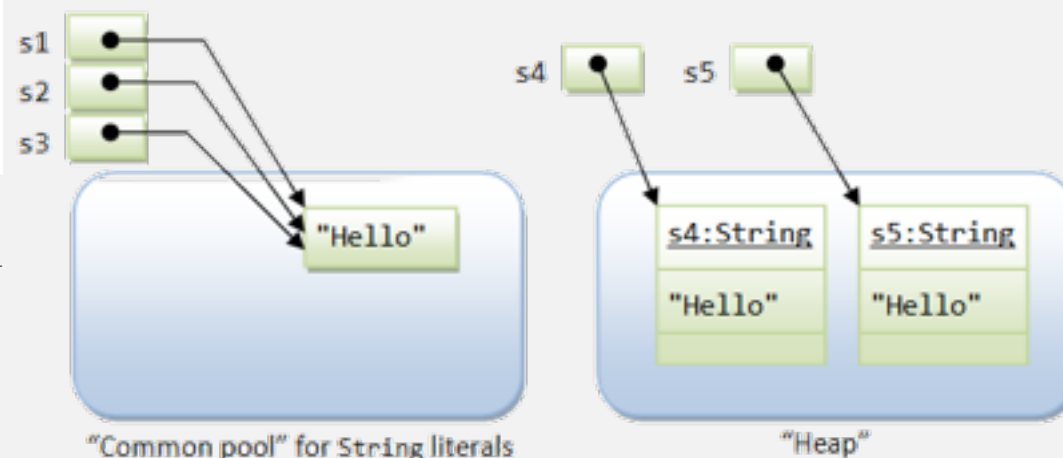 s1
s2
s3
s4
s5
"Hello"
s4:String
s5:String
"Hello"
"Hello"
“Common pool” for String literals
“Heap”